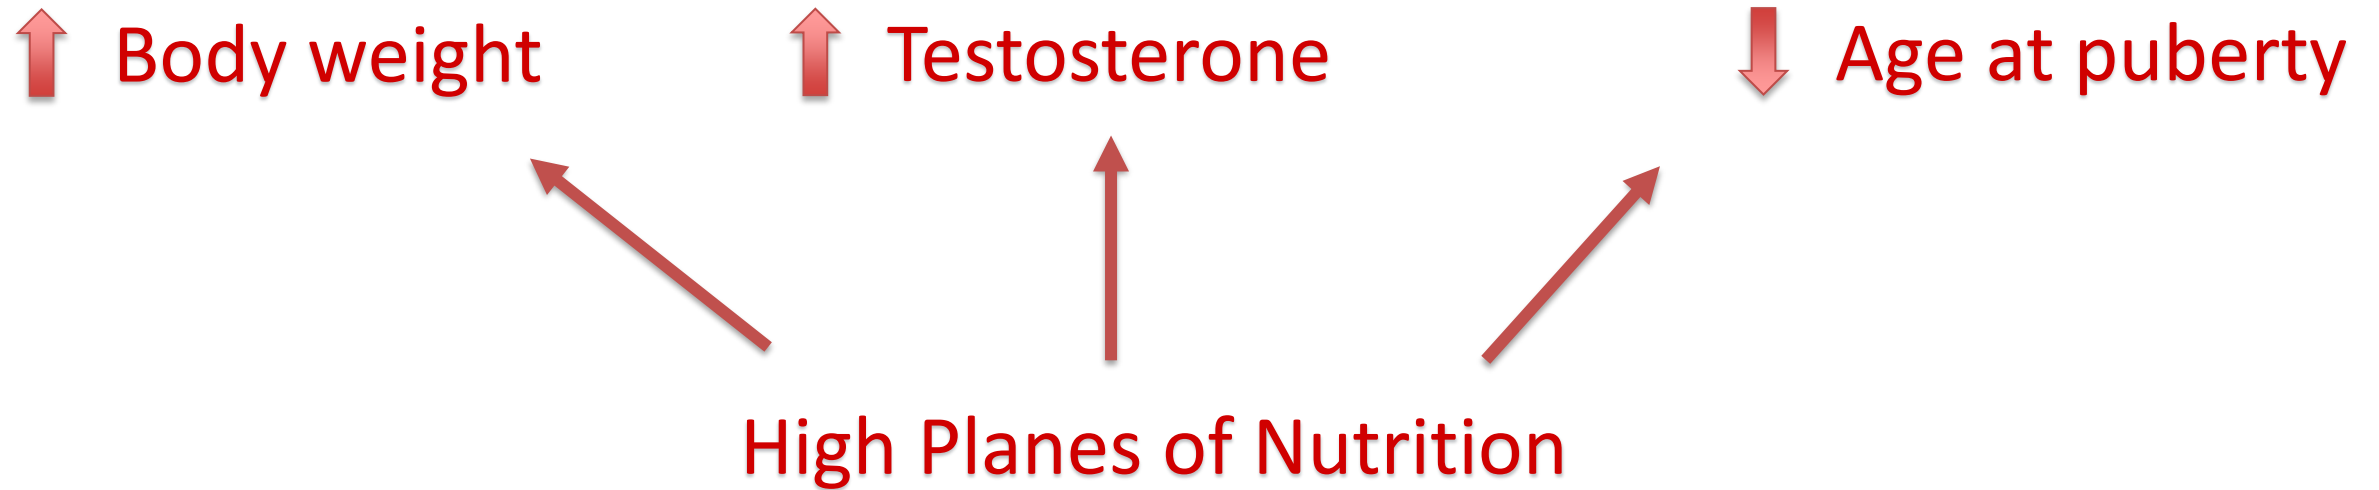 Body weight
Testosterone
Age at puberty
High Planes of Nutrition